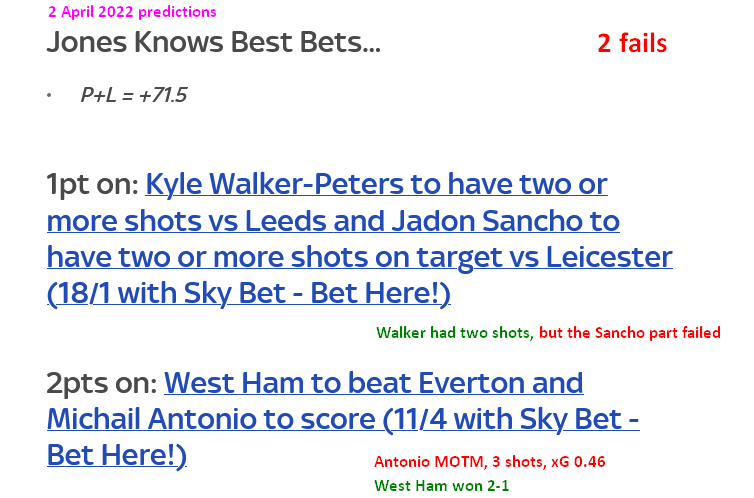 2 April 2022 predictions
Jones Knows Best Bets...
2 fails
• P+L = +71.5
1pt on: Kyle Walker-Peters to have two or
more shots vs Leeds and Jadon Sancho to
have two or more shots on target vs Leicester
(18/1 with Sky Bet - Bet Here!)
Walker had two shots, but the Sancho part failed
2pts on: West Ham to beat Everton and
Michail Antonio to score (11/4 with Sky Bet -
Bet Here!)
Antonio MOTM, 3 shots, xG 0.46
West Ham won 2-1